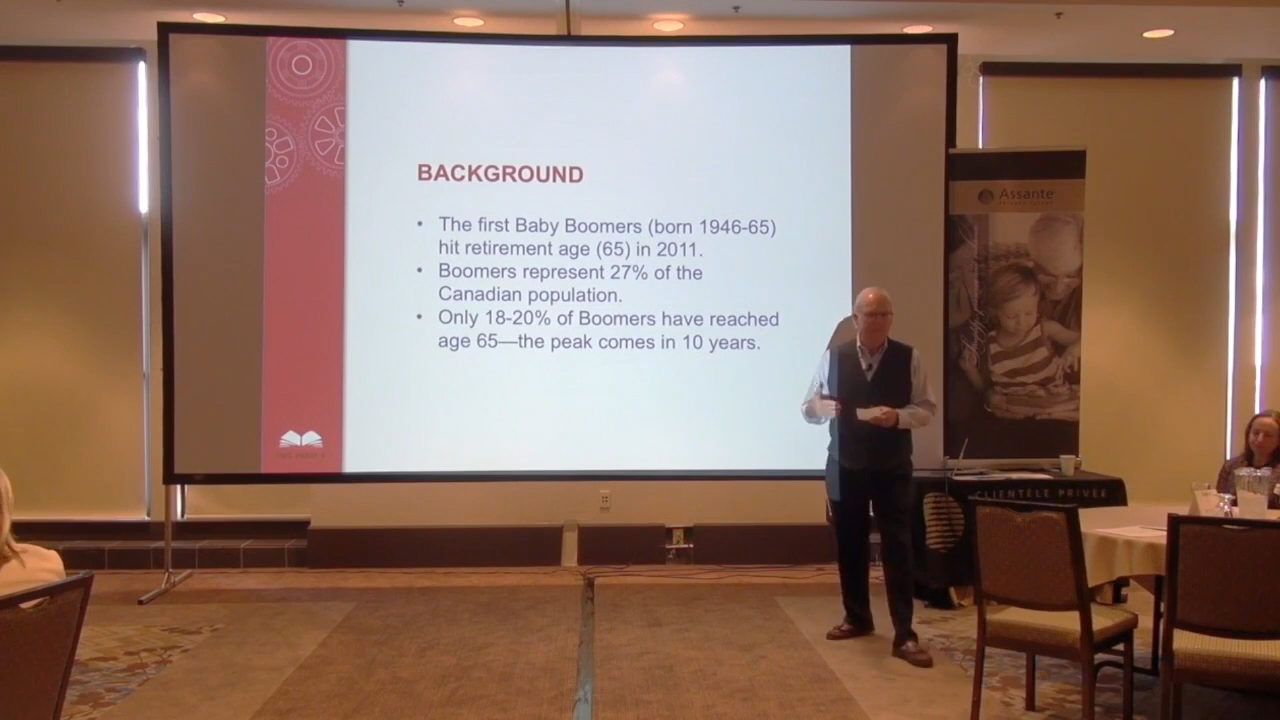 BACKGROUND
• The first Baby Boomers (born 1946-65)
hit retirement age (65) in 2011.
• Boomers represent 27% of the
Canadian population.
• Only 18-20% of Boomers have reached
age 65—the peak comes in 10 years.
Assante
CLIENTÈLE PRIVÉE